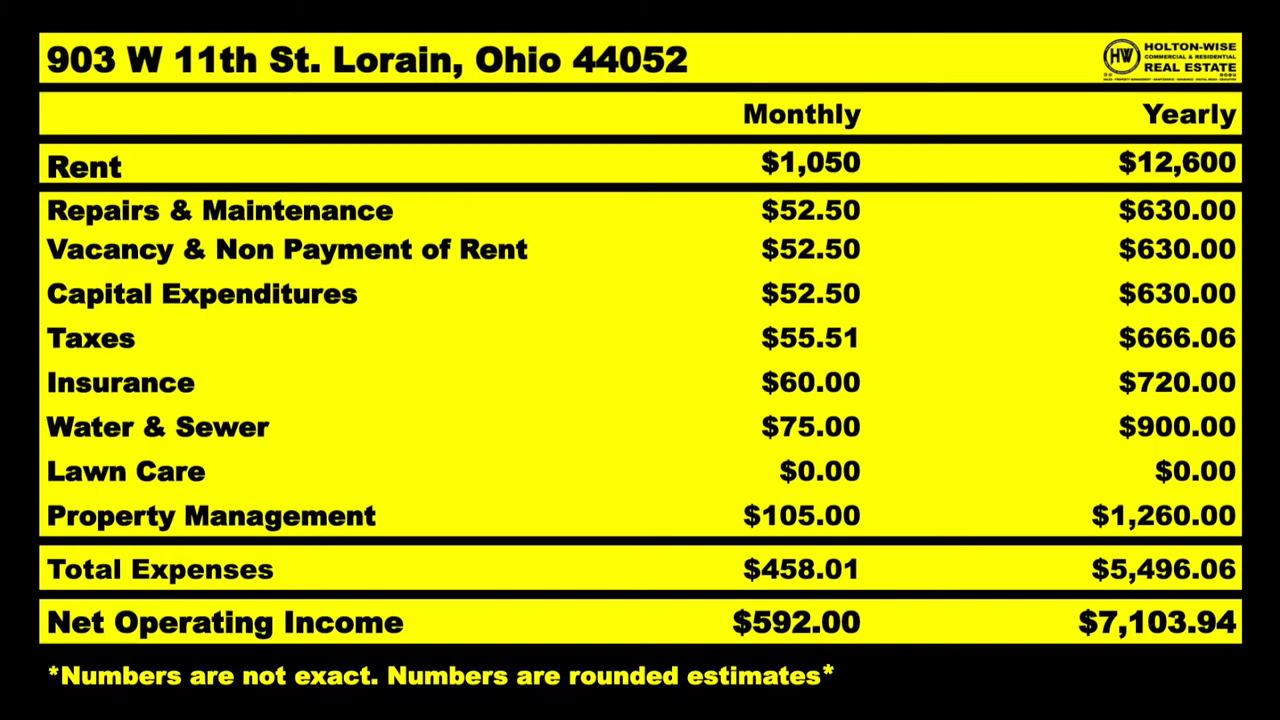 903 W 11th St. Lorain, Ohio 44052
HW HOLTON-WISE
COMMERCIAL & RESIDENTIAL
REAL ESTATE
Monthly Yearly
Rent $1,050 $12,600
Repairs & Maintenance $52.50 $630.00
Vacancy & Non Payment of Rent $52.50 $630.00
Capital Expenditures $52.50 $630.00
Taxes $55.51 $666.06
Insurance $60.00 $720.00
Water & Sewer $75.00 $900.00
Lawn Care $0.00 $0.00
Property Management $105.00 $1,260.00
Total Expenses $458.01 $5,496.06
Net Operating Income $592.00 $7,103.94
*Numbers are not exact. Numbers are rounded estimates*